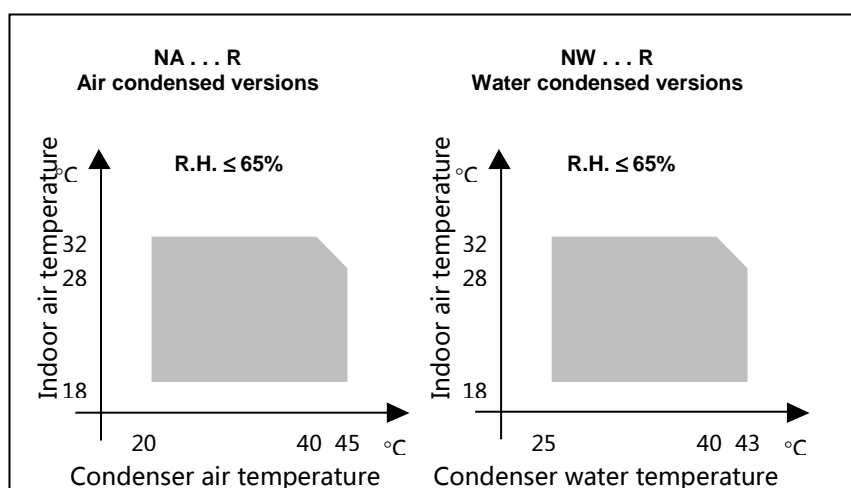 NA . . . R
Air condensed versions
Indoor air temperature
°C
R.H. ≤ 65%
32
28
18
20 40 45 °C
Condenser air temperature
NW . . . R
Water condensed versions
Indoor air temperature
°C
R.H. ≤ 65%
32
28
18
25 40 43 °C
Condenser water temperature